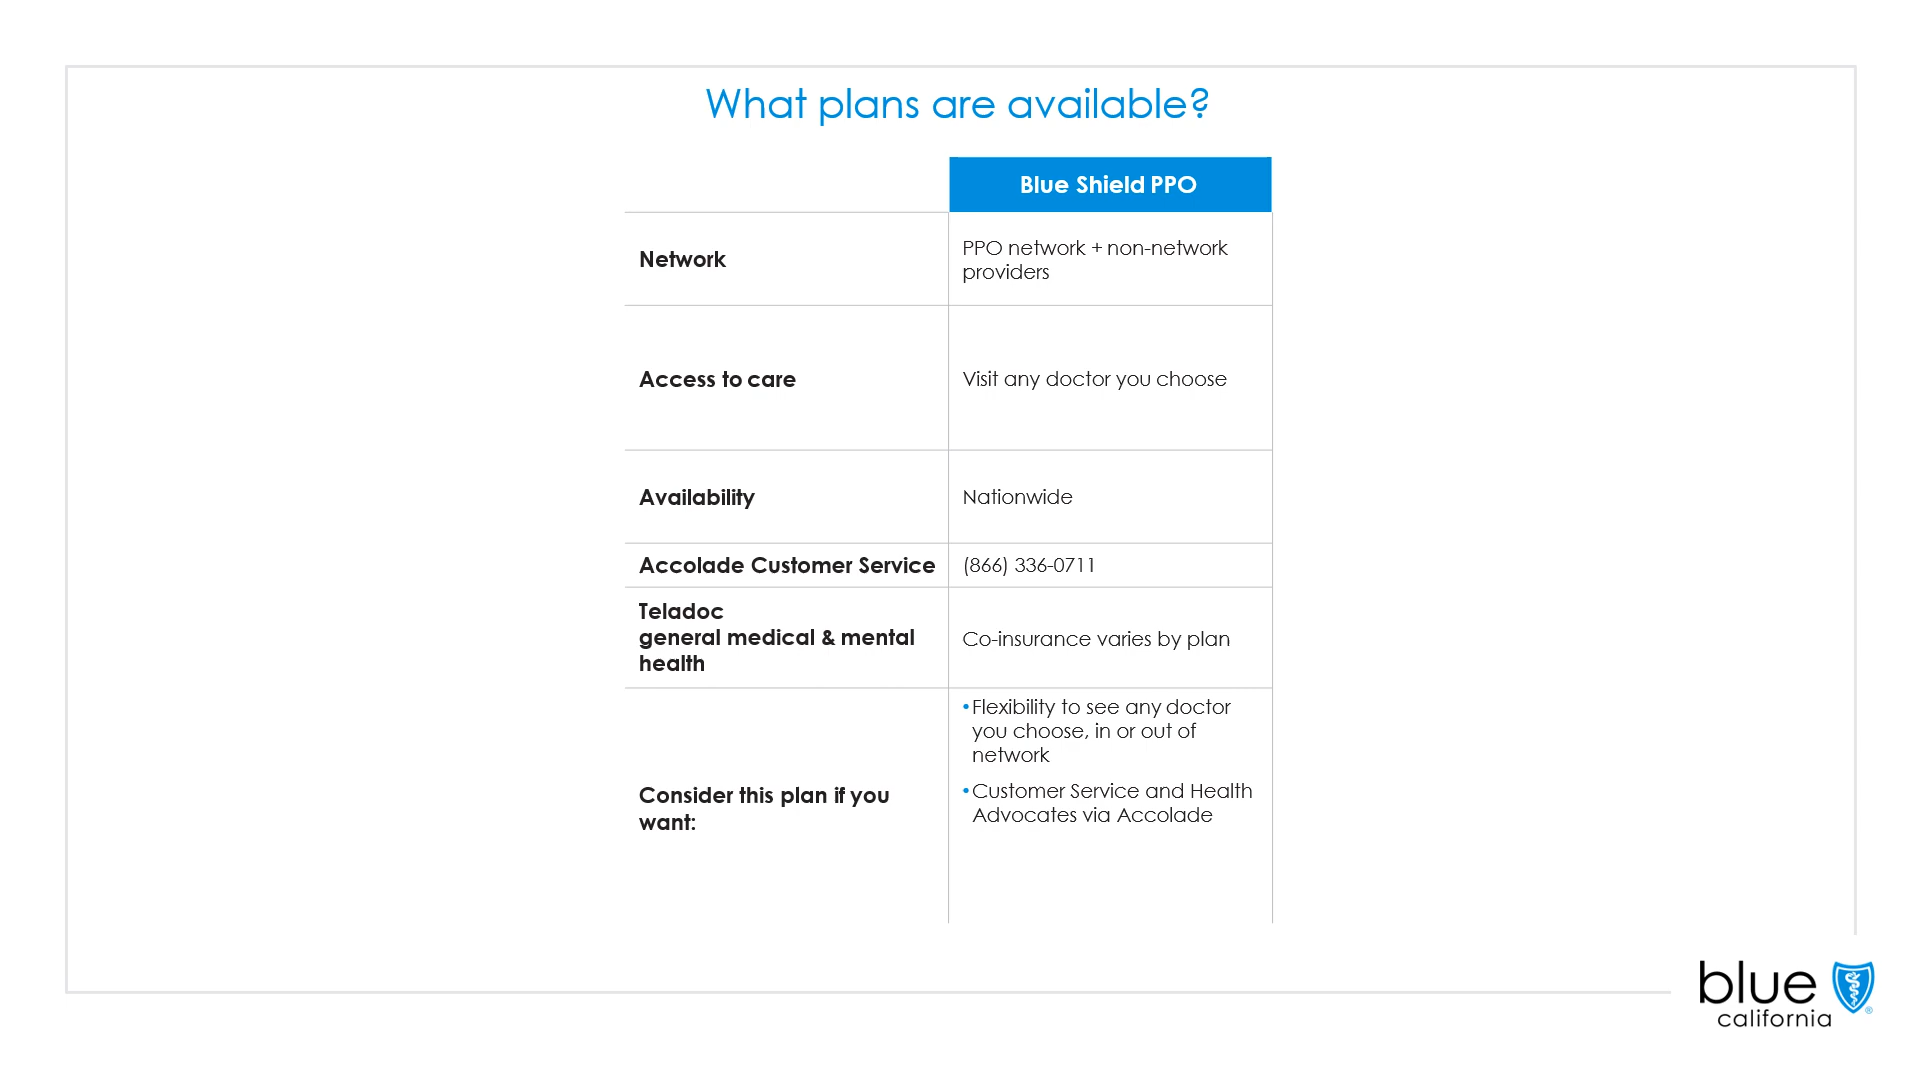 What plans are available?
Blue Shield PPO
Network
PPO network + non-network
providers
Access to care
Visit any doctor you choose
Availability
Nationwide
Accolade Customer Service
(866) 336-0711
Teladoc
general medical & mental
health
Co-insurance varies by plan
Consider this plan if you
want:
•Flexibility to see any doctor
you choose, in or out of
network
•Customer Service and Health
Advocates via Accolade
blue
california
®